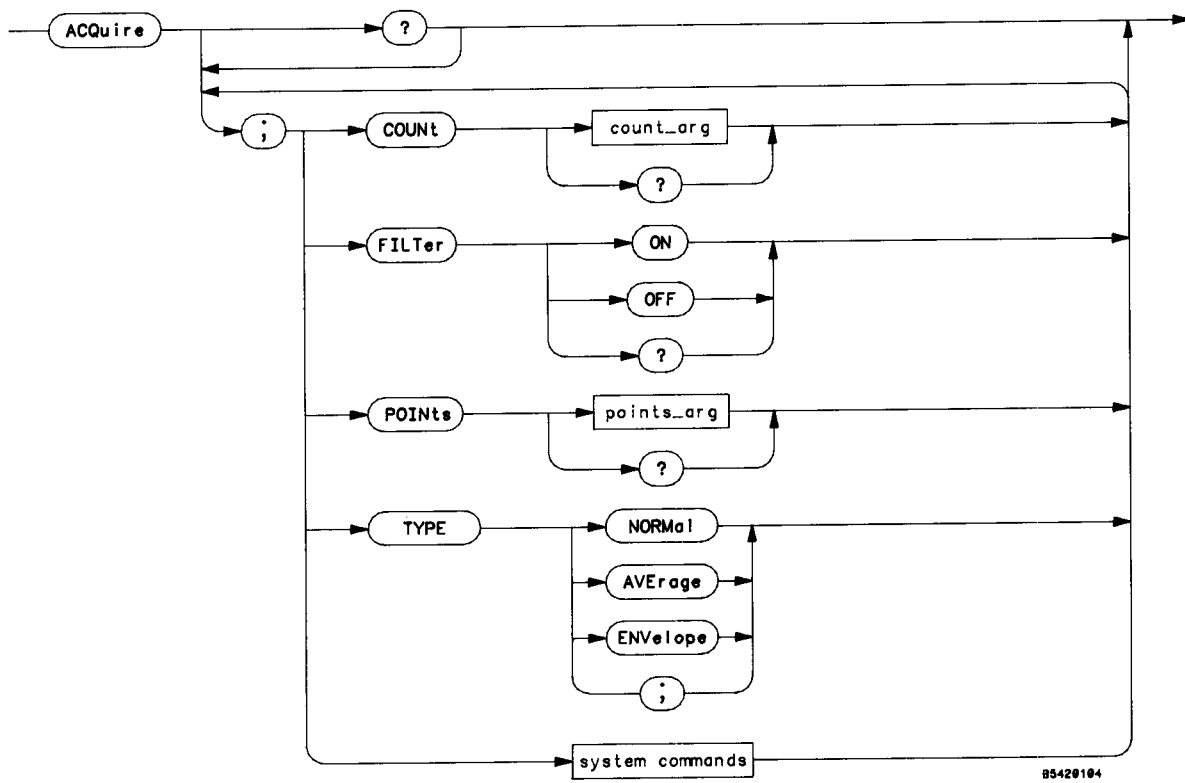 ACQuire
?
;
COUNt
count_arg
?
FILTer
ON
OFF
?
POINts
points_arg
?
TYPE
NORMal
AVErage
ENVelope
;
system commands
85420104